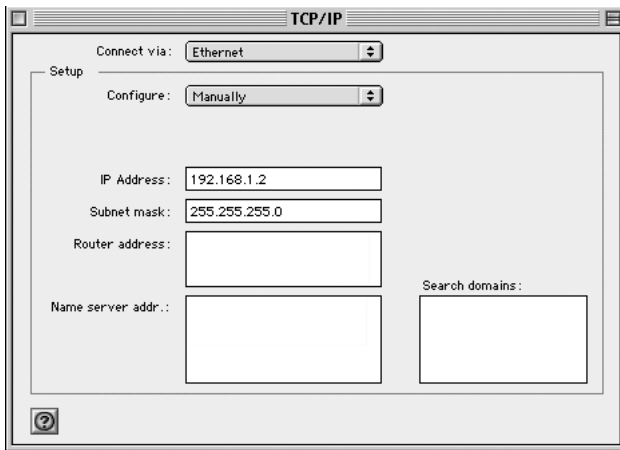 TCP/IP
Connect via: Ethernet
Setup
Configure: Manually
IP Address: 192.168.1.2
Subnet mask: 255.255.255.0
Router address:
Search domains:
Name server addr.:
?